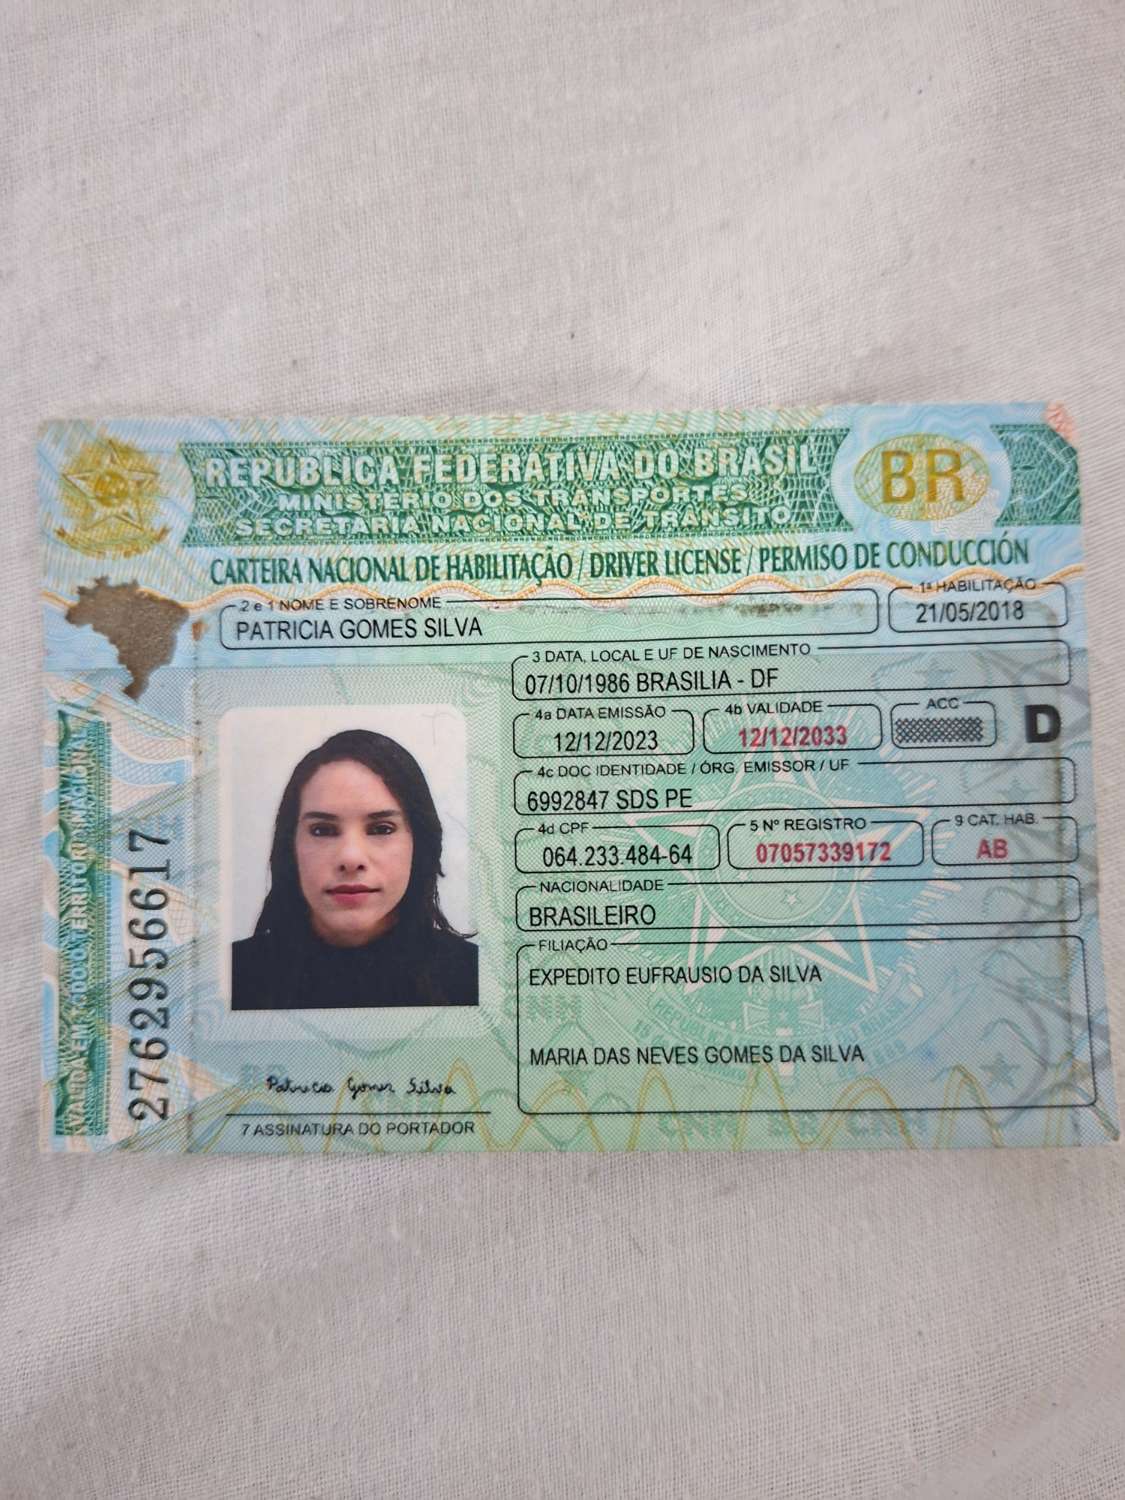 REPÚBLICA FEDERATIVA DO BRASIL
MINISTÉRIO DOS TRANSPORTES
SECRETARIA NACIONAL DE TRÂNSITO
BR
CARTEIRA NACIONAL DE HABILITAÇÃO / DRIVER LICENSE / PERMISO DE CONDUCCIÓN
2 e 1 NOME E SOBRENOME
PATRICIA GOMES SILVA
1ª HABILITAÇÃO
21/05/2018
3 DATA, LOCAL E UF DE NASCIMENTO
07/10/1986 BRASILIA - DF
4a DATA EMISSÃO
12/12/2023
4b VALIDADE
12/12/2033
ACC
D
4c DOC IDENTIDADE / ÓRG. EMISSOR / UF
6992847 SDS PE
4d CPF
064.233.484-64
5 Nº REGISTRO
07057339172
9 CAT. HAB.
AB
NACIONALIDADE
BRASILEIRO
FILIAÇÃO
EXPEDITO EUFRAUSIO DA SILVA
MARIA DAS NEVES GOMES DA SILVA
Patricia Gomes Silva
7 ASSINATURA DO PORTADOR
VÁLIDA EM TODO O TERRITÓRIO NACIONAL
2762956617